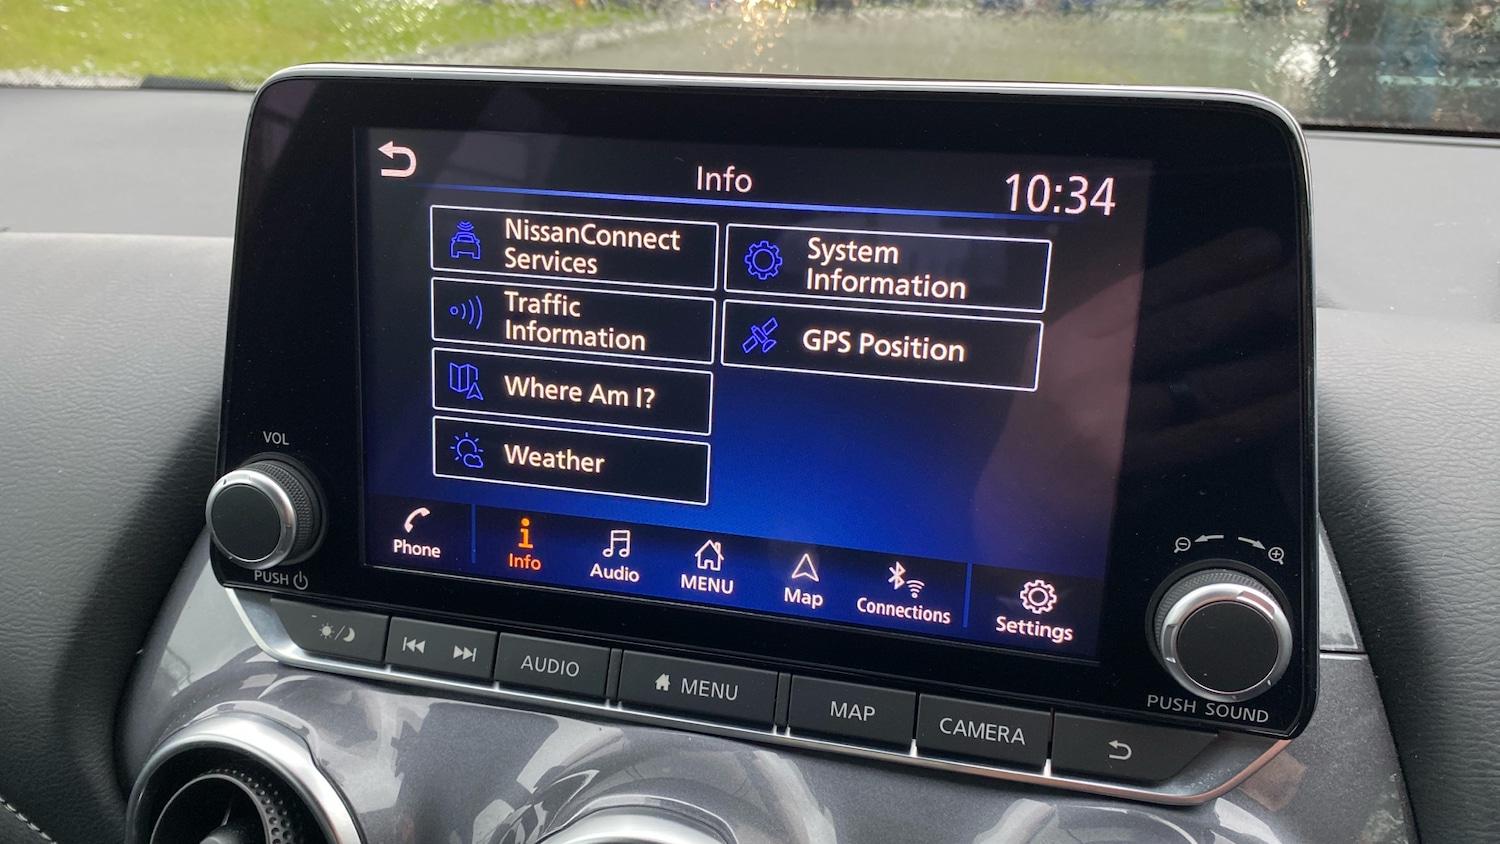 Info
10:34
NissanConnect
Services
System
Information
Traffic
Information
GPS Position
Where Am I?
Weather
Phone
Info
Audio
MENU
Map
Connections
Settings
VOL
PUSH
AUDIO
MENU
MAP
CAMERA
PUSH SOUND